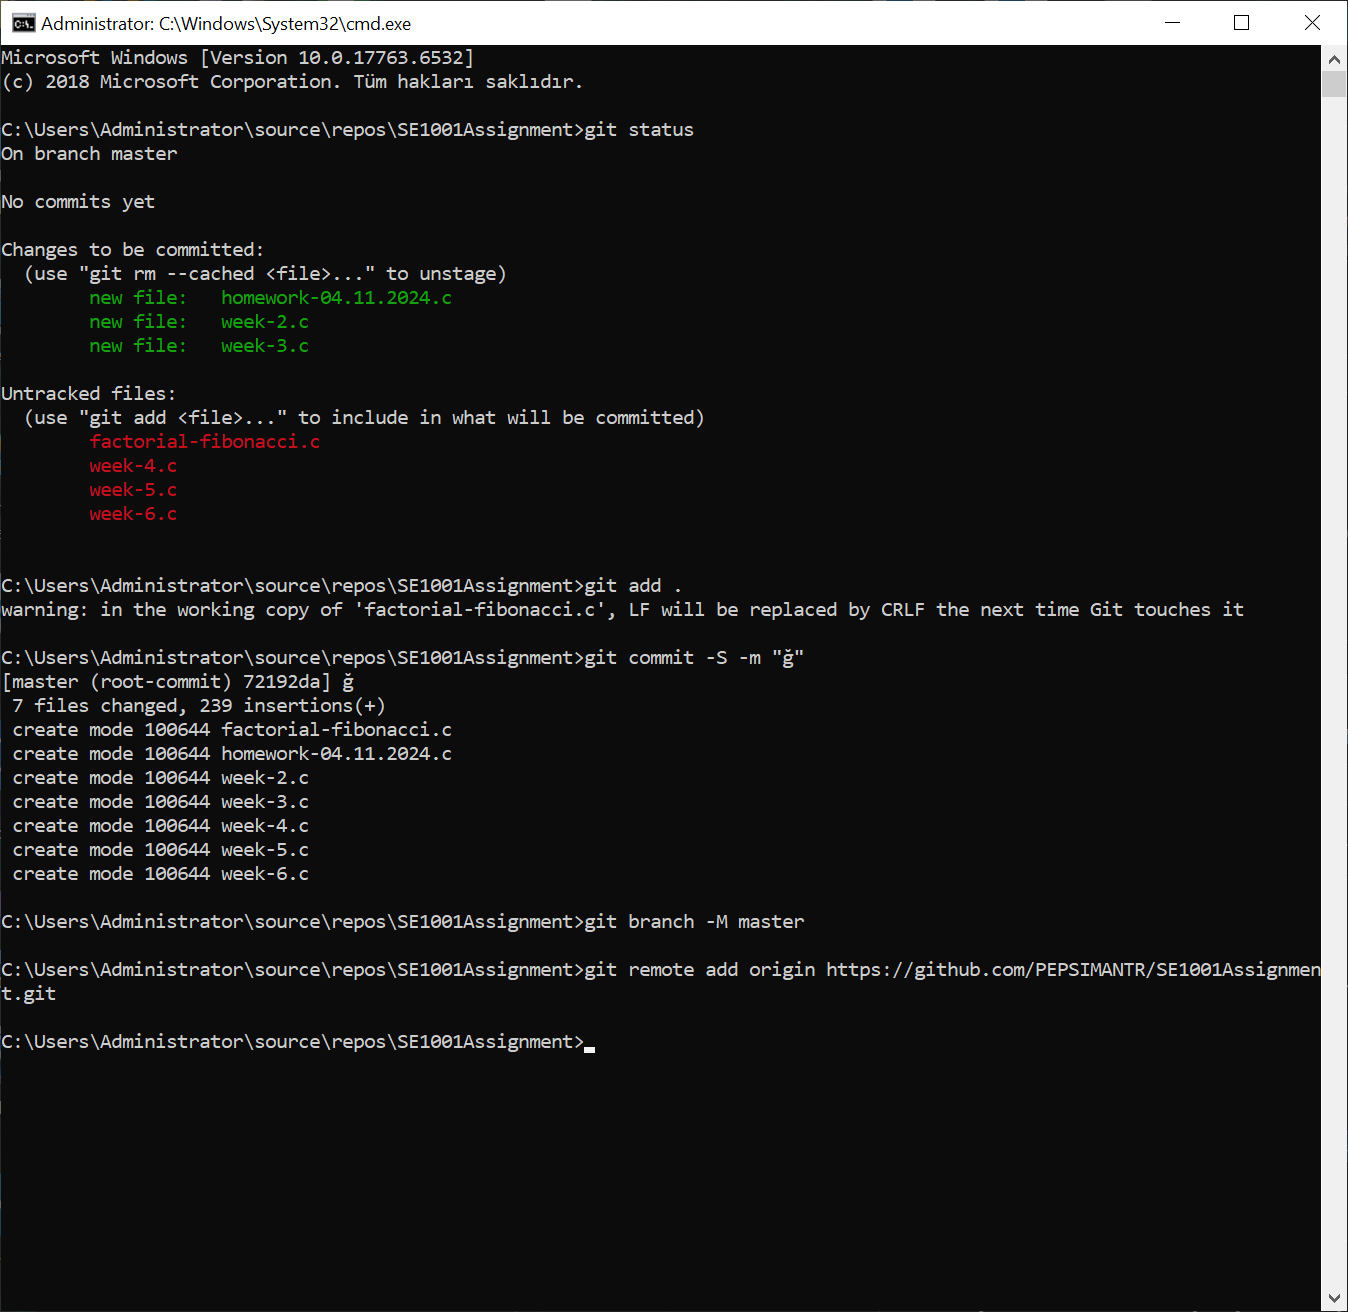 Administrator: C:\Windows\System32\cmd.exe
Microsoft Windows [Version 10.0.17763.6532]
(c) 2018 Microsoft Corporation. Tüm hakları saklıdır.
C:\Users\Administrator\source\repos\SE1001Assignment>git status
On branch master
No commits yet
Changes to be committed:
(use "git rm --cached <file>..." to unstage)
new file: homework-04.11.2024.c
new file: week-2.c
new file: week-3.c
Untracked files:
(use "git add <file>..." to include in what will be committed)
factorial-fibonacci.c
week-4.c
week-5.c
week-6.c
C:\Users\Administrator\source\repos\SE1001Assignment>git add .
warning: in the working copy of 'factorial-fibonacci.c', LF will be replaced by CRLF the next time Git touches it
C:\Users\Administrator\source\repos\SE1001Assignment>git commit -S -m "ğ"
[master (root-commit) 72192da] ğ
7 files changed, 239 insertions(+)
create mode 100644 factorial-fibonacci.c
create mode 100644 homework-04.11.2024.c
create mode 100644 week-2.c
create mode 100644 week-3.c
create mode 100644 week-4.c
create mode 100644 week-5.c
create mode 100644 week-6.c
C:\Users\Administrator\source\repos\SE1001Assignment>git branch -M master
C:\Users\Administrator\source\repos\SE1001Assignment>git remote add origin https://github.com/PEPSIMANTR/SE1001Assignmen
t.git
C:\Users\Administrator\source\repos\SE1001Assignment>